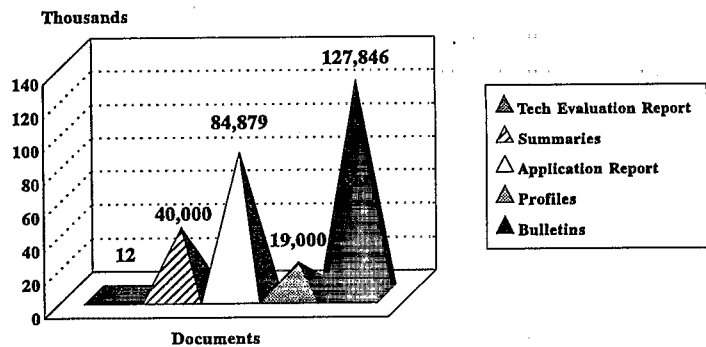 Thousands
127,846
140
120
84,879
100
80
40,000
60
19,000
40
12
20
0
Documents
Tech Evaluation Report
Summaries
Application Report
Profiles
Bulletins